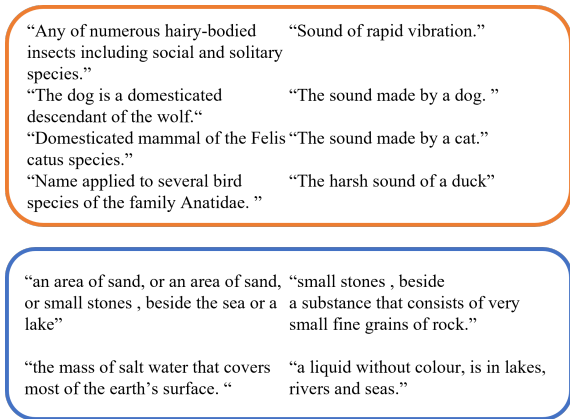 “Any of numerous hairy-bodied
insects including social and solitary
species.”
“Sound of rapid vibration.”
“The dog is a domesticated
descendant of the wolf.“
“The sound made by a dog. ”
“Domesticated mammal of the Felis
catus species.”
“The sound made by a cat.”
“Name applied to several bird
species of the family Anatidae. ”
“The harsh sound of a duck”
“an area of sand, or an area of sand,
or small stones , beside the sea or a
lake”
“small stones , beside
a substance that consists of very
small fine grains of rock.”
“the mass of salt water that covers
most of the earth’s surface. “
“a liquid without colour, is in lakes,
rivers and seas.”